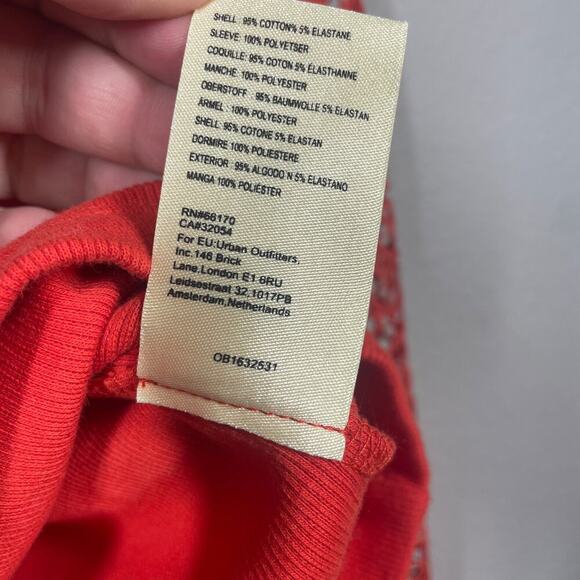 SHELL: 95% COTTON% 5% ELASTANE
SLEEVE: 100% POLYETSER
COQUILLE: 95% COTON 5% ÉLASTHANNE
MANCHE: 100% POLYESTER
OBERSTOFF: 95% BAUMWOLLE 5% ELASTAN
ÄRMEL: 100% POLYESTER
SHELL: 95% COTONE 5% ELASTAN
DORMIRE 100% POLIESTERE
EXTERIOR: 95% ALGODO N 5% ELASTANO
MANGA 100% POLIÉSTER
RN#66170
CA#32054
For EU:Urban Outfitters,
Inc.146 Brick
Lane.London E1 6RU
Leidsestraat 32,1017PB
Amsterdam,Netherlands
OB1632531